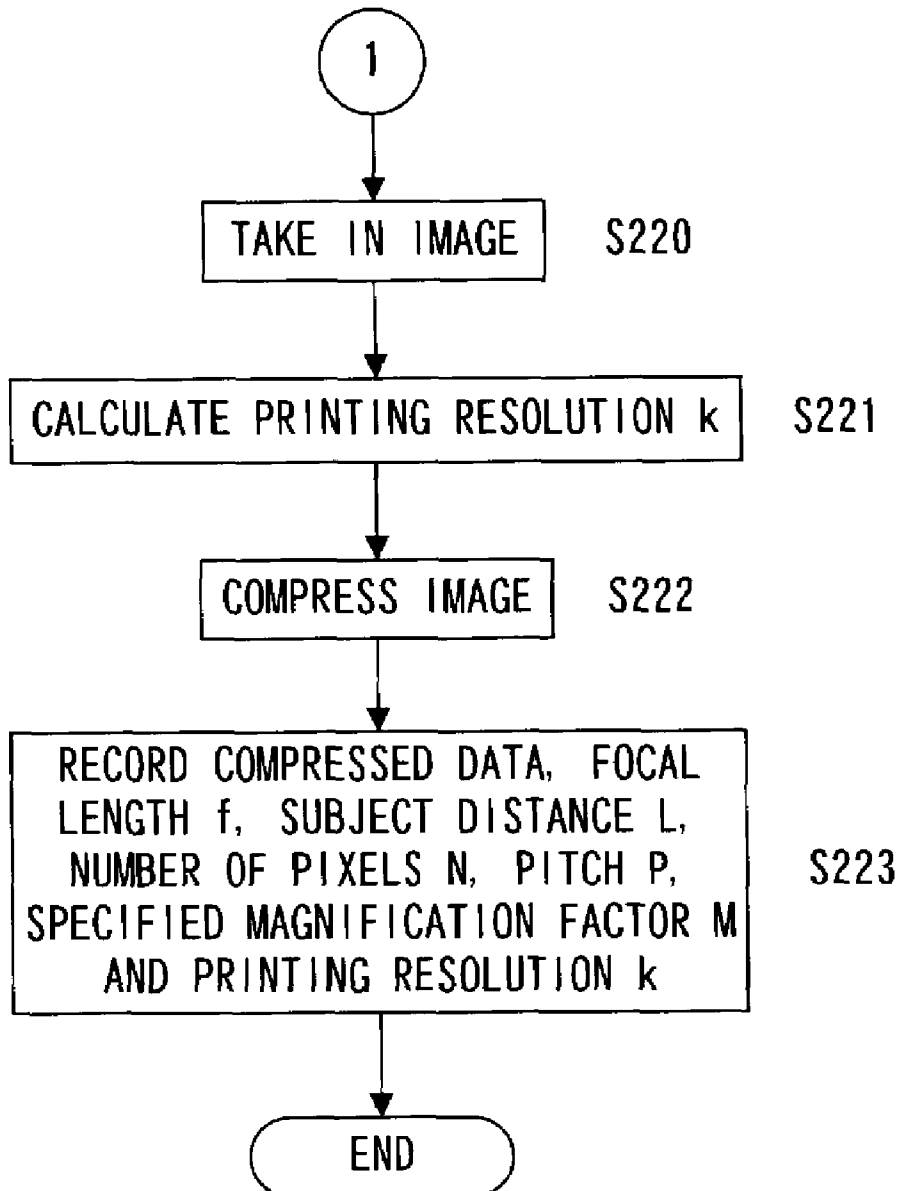 1
TAKE IN IMAGE S220
CALCULATE PRINTING RESOLUTION k S221
COMPRESS IMAGE S222
RECORD COMPRESSED DATA, FOCAL
LENGTH f, SUBJECT DISTANCE L,
NUMBER OF PIXELS N, PITCH P, S223
SPECIFIED MAGNIFICATION FACTOR M
AND PRINTING RESOLUTION k
END